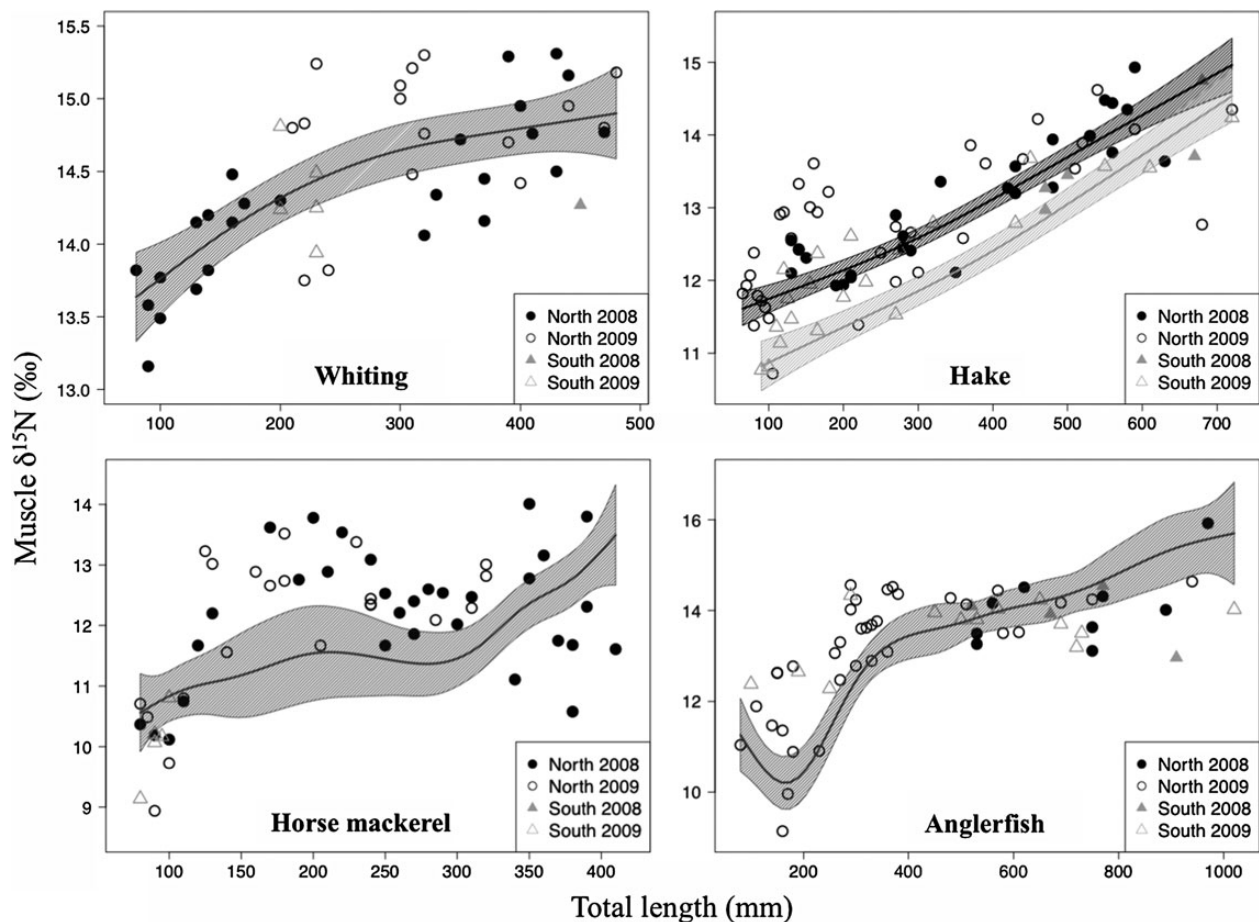 15.5
15.0
14.5
14.0
13.5
13.0
100 200 300 400 500
North 2008
North 2009
South 2008
South 2009
Whiting
15
14
13
12
11
100 200 300 400 500 600 700
North 2008
North 2009
South 2008
South 2009
Hake
Muscle δ15N (‰)
14
13
12
11
10
9
100 150 200 250 300 350 400
North 2008
North 2009
South 2008
South 2009
Horse mackerel
16
14
12
10
200 400 600 800 1000
North 2008
North 2009
South 2008
South 2009
Anglerfish
Total length (mm)